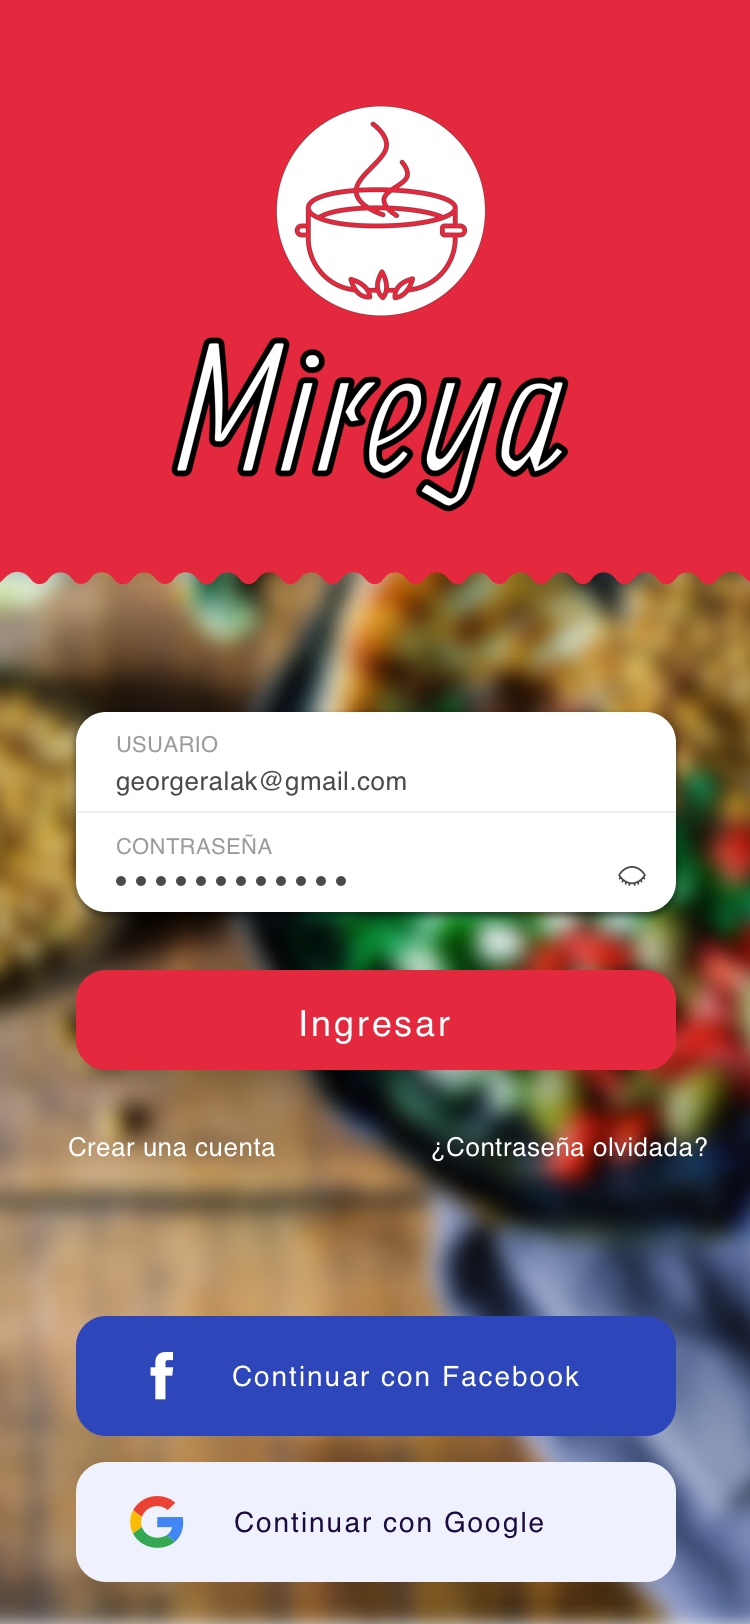 Mireya
USUARIO
georgeralak@gmail.com
CONTRASEÑA
Ingresar
Crear una cuenta
¿Contraseña olvidada?
Continuar con Facebook
Continuar con Google